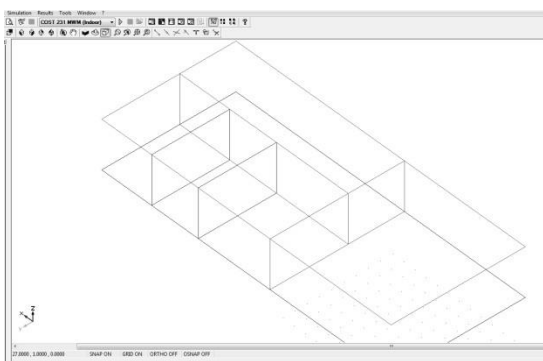 Simulation Results Tools Window ?
COST 231 MWM (Indoor)
Z
X
27.0000 , 1.0000 , 0.0000 SNAP ON GRID ON ORTHO OFF OSNAP OFF